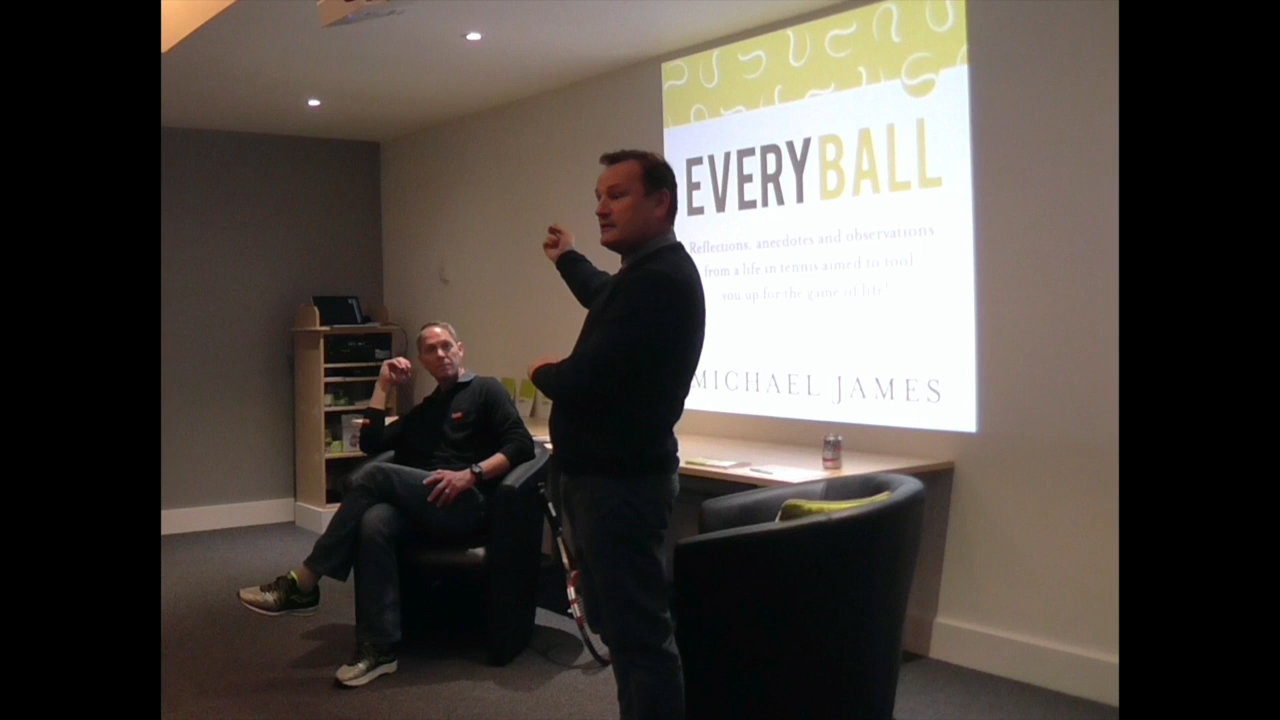 EVERYBALL
Reflections, anecdotes and observations
from a life in tennis aimed to tool
you up for the game of life"
MICHAEL JAMES